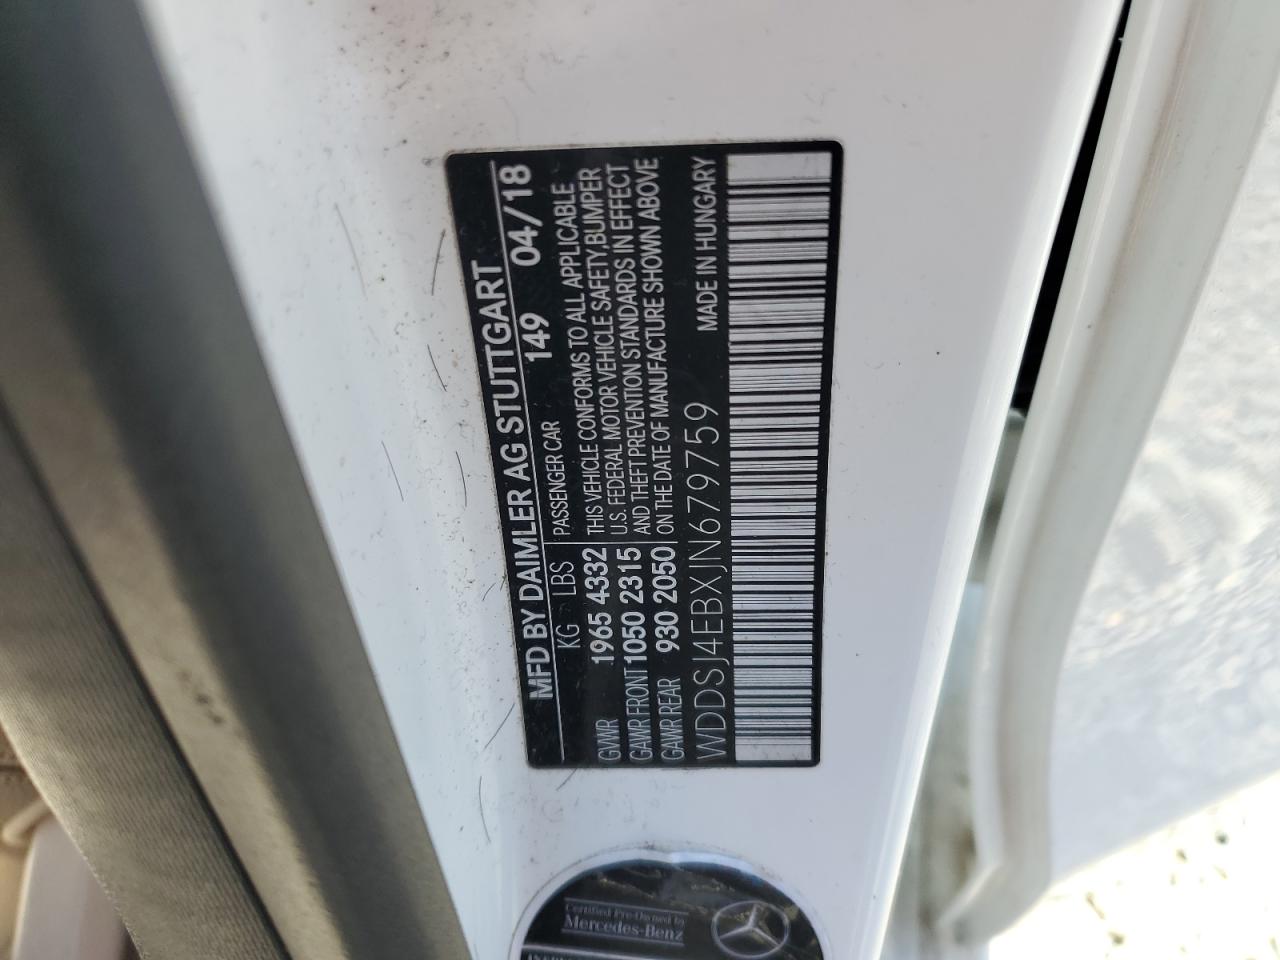 MFD BY DAIMLER AG STUTTGART
149 04/18
KG LBS PASSENGER CAR
GVWR 1965 4332 THIS VEHICLE CONFORMS TO ALL APPLICABLE
U.S. FEDERAL MOTOR VEHICLE SAFETY,BUMPER
GAWR FRONT 1050 2315 AND THEFT PREVENTION STANDARDS IN EFFECT
GAWR REAR 930 2050 ON THE DATE OF MANUFACTURE SHOWN ABOVE
WDDSJ4EBXJN679759 MADE IN HUNGARY
Certified Pre-Owned by
Mercedes-Benz